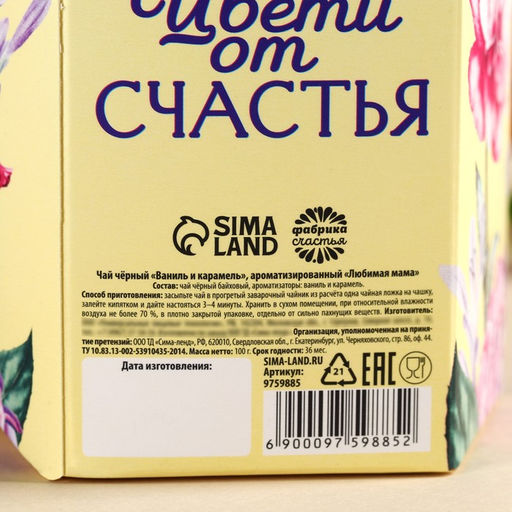 Цвети
от
СЧАСТЬЯ
SIMA
LAND
фабрика
счастья
Чай чёрный «Ваниль и карамель», ароматизированный «Любимая мама»
Состав: чай чёрный байховый, ароматизаторы: ваниль и карамель.
Способ приготовления: засыпьте чай в прогретый заварочный чайник из расчёта одна чайная ложка на чашку,
залейте кипятком и дайте настояться 3–4 минуты. Хранить в сухом помещении, при относительной влажности
воздуха не более 70 %, в плотно закрытой упаковке, отдельно от сильно пахнущих веществ. Изготовитель:
Организация, уполномоченная на приня-
тие претензий: ООО ТД «Сима-ленд», РФ, 620010, Свердловская обл., г. Екатеринбург, ул. Черняховского, стр. 86, оф. 44.
ТУ 10.83.13-002-53910435-2014. Масса нетто: 100 г. Срок годности: 36 мес.
Дата изготовления:
SIMA-LAND.RU
Артикул:
9759885
21
EAC
6900097598852